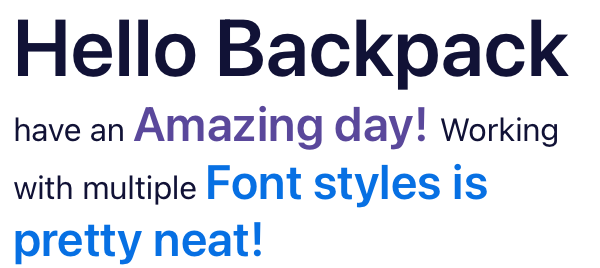 Hello Backpack
have an Amazing day! Working
with multiple Font styles is
pretty neat!